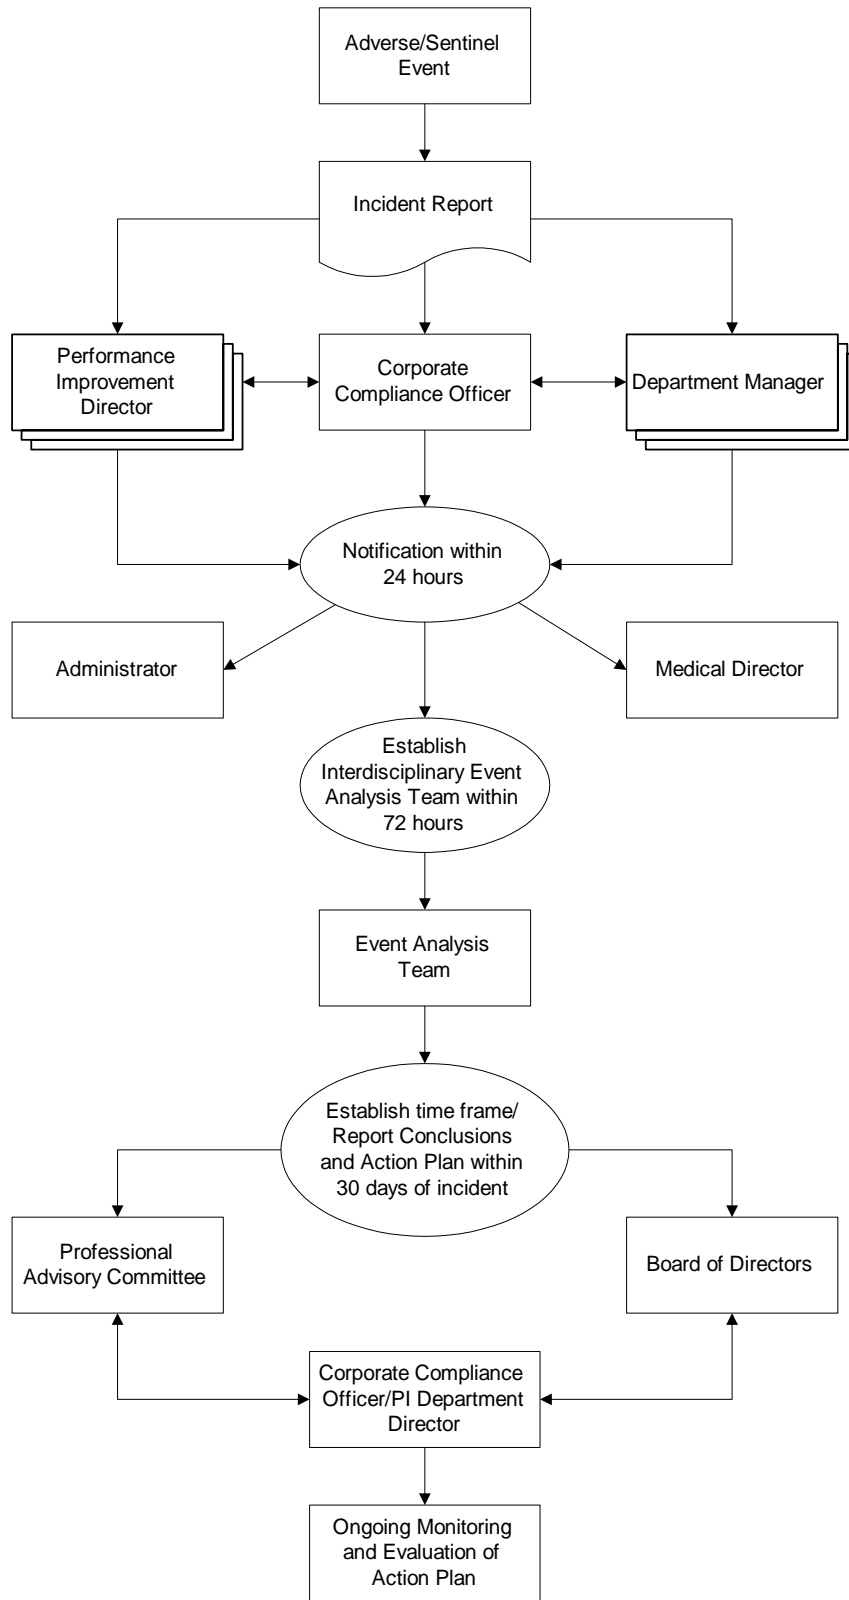 Adverse/Sentinel
Event
Incident Report
Performance
Improvement
Director
Corporate
Compliance Officer
Department Manager
Notification within
24 hours
Administrator
Medical Director
Establish
Interdisciplinary Event
Analysis Team within
72 hours
Event Analysis
Team
Establish time frame/
Report Conclusions
and Action Plan within
30 days of incident
Professional
Advisory Committee
Board of Directors
Corporate Compliance
Officer/PI Department
Director
Ongoing Monitoring
and Evaluation of
Action Plan